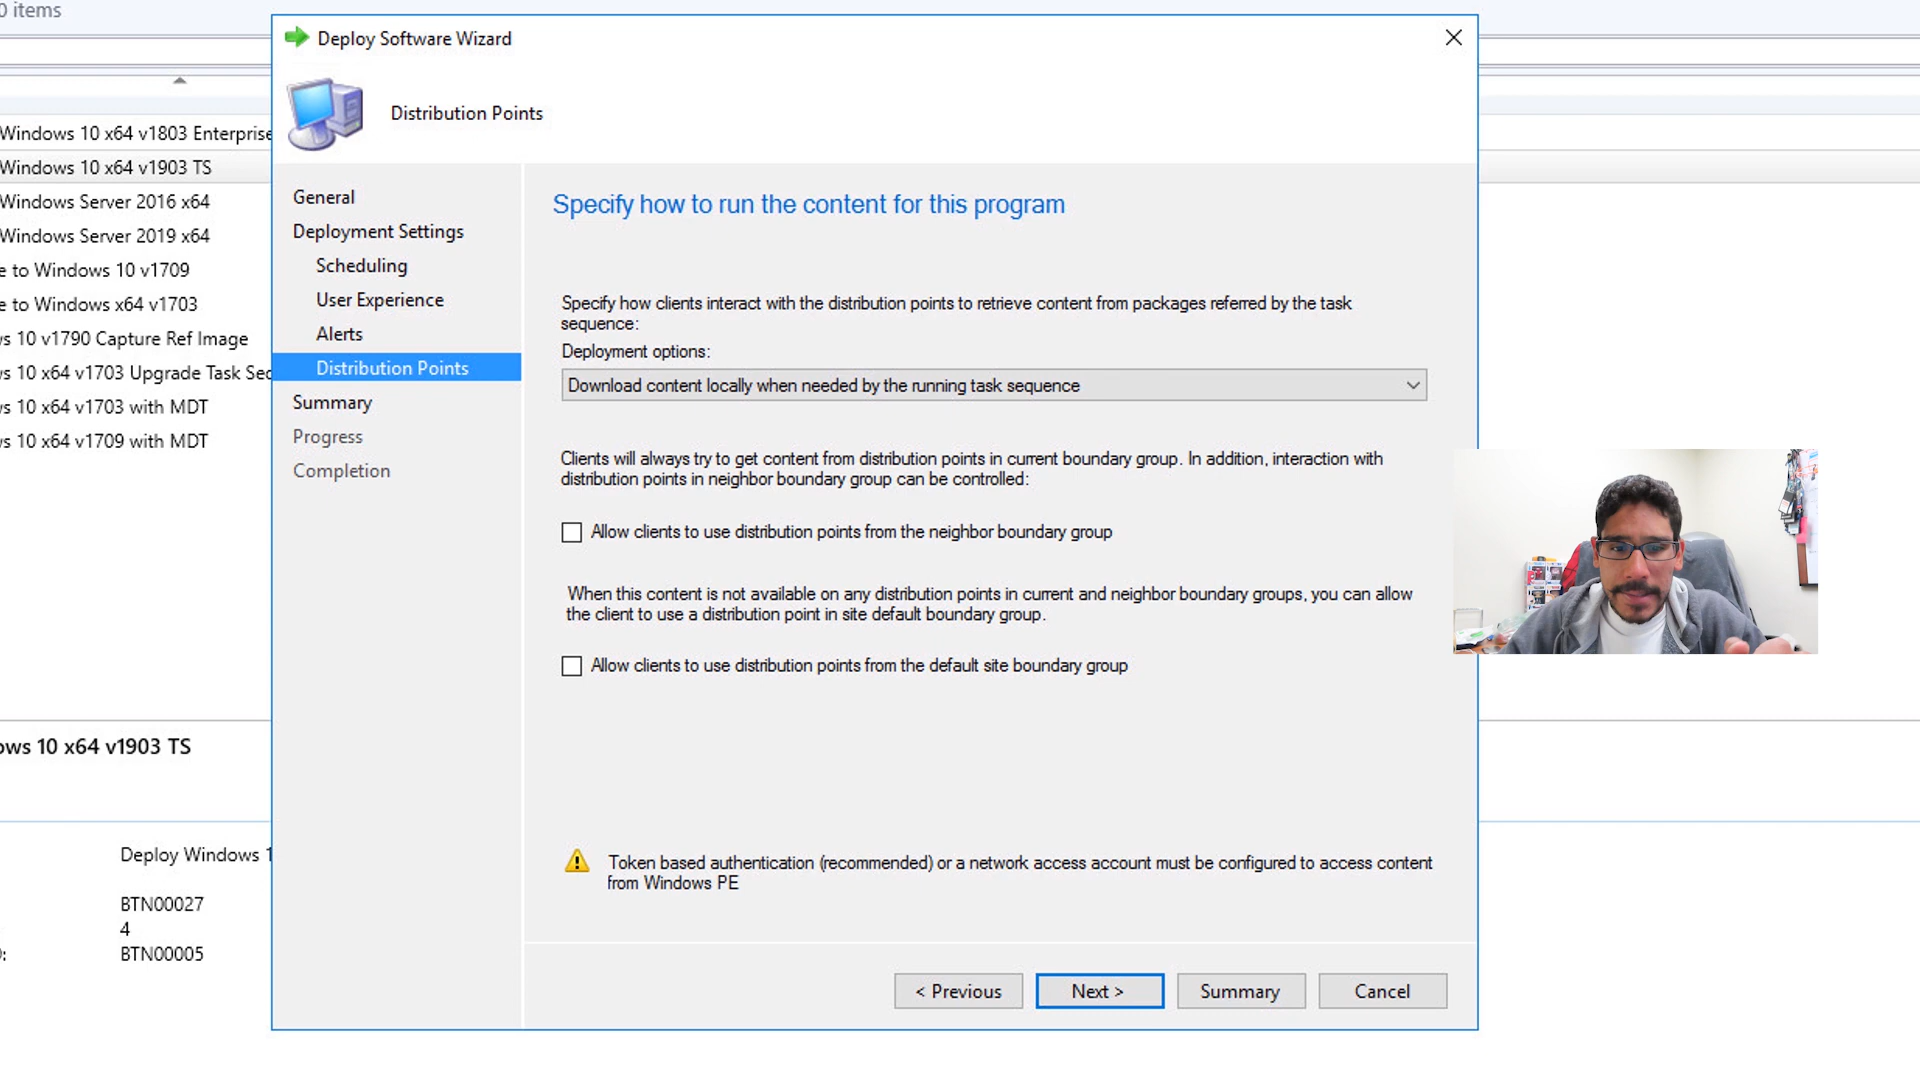 0 items
Windows 10 x64 v1803 Enterprise
Windows 10 x64 v1903 TS
Windows Server 2016 x64
Windows Server 2019 x64
e to Windows 10 v1709
e to Windows x64 v1703
vs 10 v1790 Capture Ref Image
vs 10 x64 v1703 Upgrade Task Sec
vs 10 x64 v1703 with MDT
vs 10 x64 v1709 with MDT
ows 10 x64 v1903 TS
Deploy Windows 1
BTN00027
4
BTN00005
Deploy Software Wizard
Distribution Points
General
Deployment Settings
Scheduling
User Experience
Alerts
Distribution Points
Summary
Progress
Completion
Specify how to run the content for this program
Specify how clients interact with the distribution points to retrieve content from packages referred by the task
sequence:
Deployment options:
Download content locally when needed by the running task sequence
Clients will always try to get content from distribution points in current boundary group. In addition, interaction with
distribution points in neighbor boundary group can be controlled:
Allow clients to use distribution points from the neighbor boundary group
When this content is not available on any distribution points in current and neighbor boundary groups, you can allow
the client to use a distribution point in site default boundary group.
Allow clients to use distribution points from the default site boundary group
Token based authentication (recommended) or a network access account must be configured to access content
from Windows PE
< Previous
Next >
Summary
Cancel